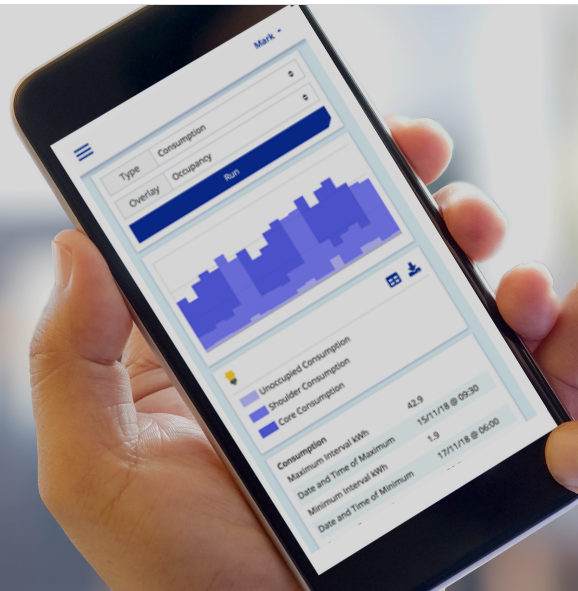 Mark
Type Consumption
Overlay Occupancy
Run
Unoccupied Consumption
Shoulder Consumption
Core Consumption
Consumption
Maximum Interval kWh 42.9
Date and Time of Maximum 15/11/18 @ 09:30
Minimum Interval kWh 1.9
Date and Time of Minimum 17/11/18 @ 06:00